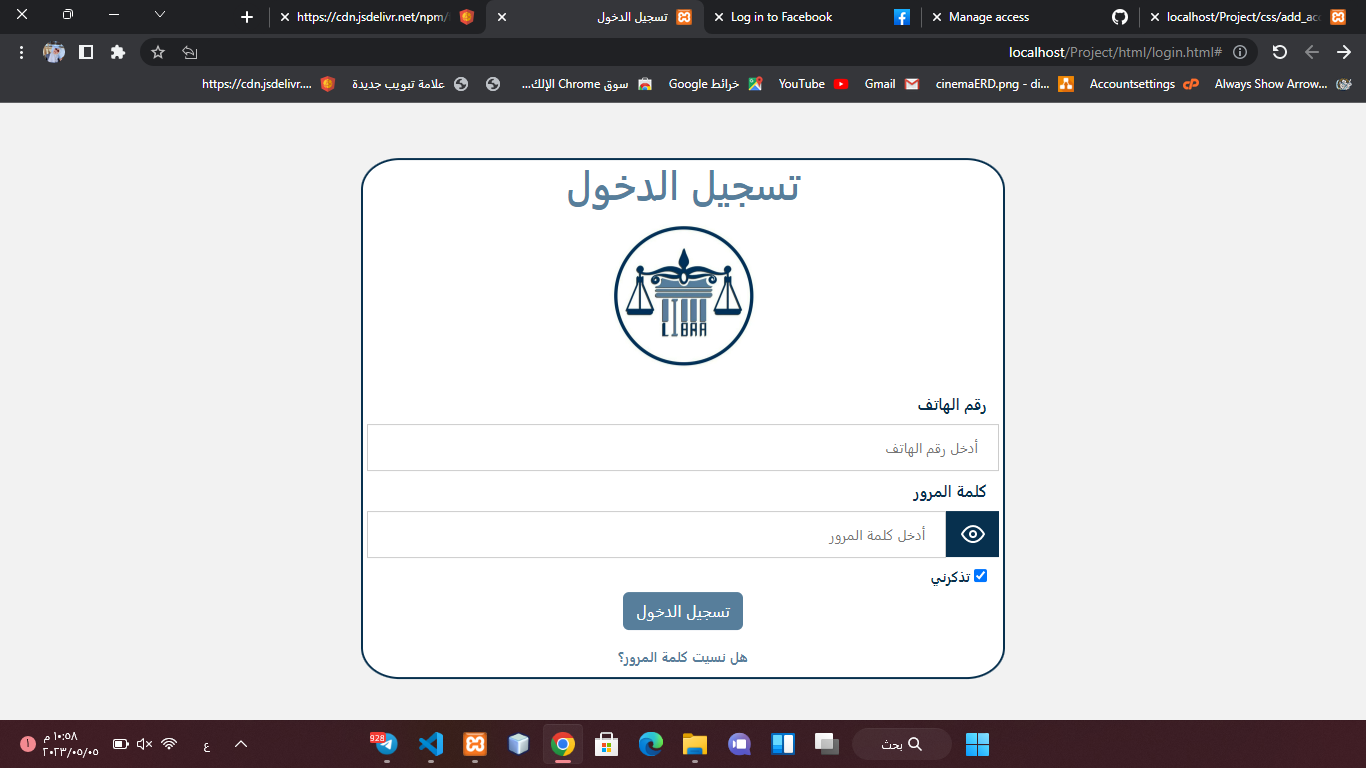 localhost/Project/css/add_acc
Manage access
Log in to Facebook
تسجيل الدخول
https://cdn.jsdelivr.net/npm/
localhost/Project/html/login.html#
Always Show Arrow...
Accountsettings
cinemaERD.png - di...
Gmail
YouTube
خرائط Google
سوق Chrome الإلك...
علامة تبويب جديدة
https://cdn.jsdelivr....
تسجيل الدخول
LIBRA
رقم الهاتف
أدخل رقم الهاتف
كلمة المرور
أدخل كلمة المرور
تذكرني
تسجيل الدخول
هل نسيت كلمة المرور؟
بحث
928
ع
١٠:٥٨ م
٢٠٢٣/٠٥/٠٥
١